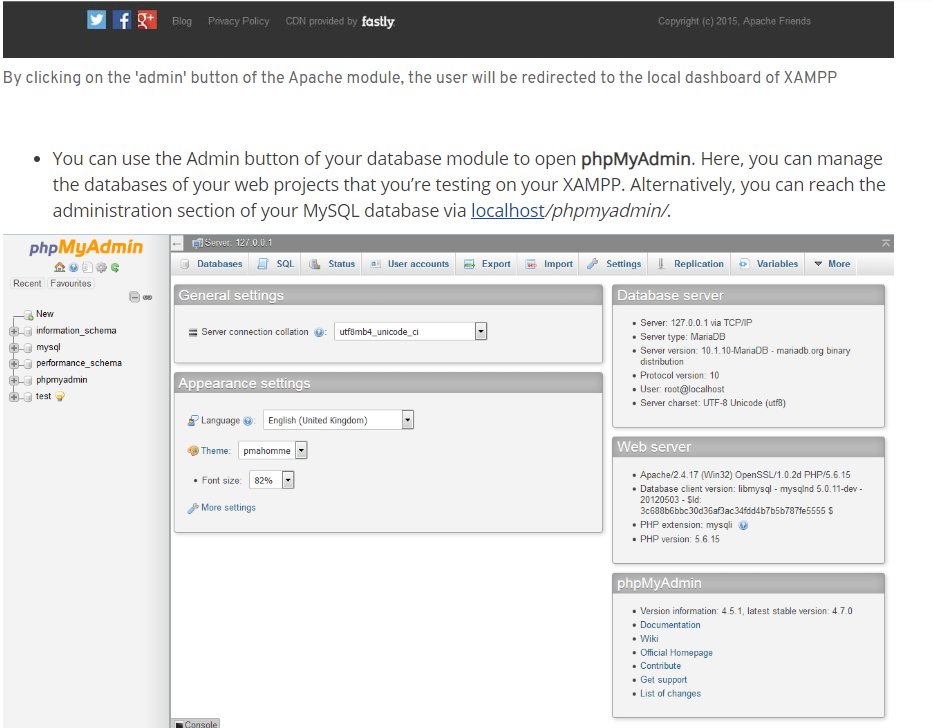 Blog Privacy Policy CDN provided by fastly Copyright (c) 2015, Apache Friends
By clicking on the 'admin' button of the Apache module, the user will be redirected to the local dashboard of XAMPP
• You can use the Admin button of your database module to open phpMyAdmin. Here, you can manage
the databases of your web projects that you're testing on your XAMPP. Alternatively, you can reach the
administration section of your MySQL database via localhost/phpmyadmin/.
phpMyAdmin
Recent Favourites
New
information_schema
mysql
performance_schema
phpmyadmin
test
Server: 127.0.0.1
Databases SQL Status User accounts Export Import Settings Replication Variables More
General settings
Server connection collation : utf8mb4_unicode_ci
Appearance settings
Language : English (United Kingdom)
Theme: pmahomme
• Font size: 82%
More settings
Database server
• Server: 127.0.0.1 via TCP/IP
• Server type: MariaDB
• Server version: 10.1.10-MariaDB - mariadb.org binary
distribution
• Protocol version: 10
• User: root@localhost
• Server charset: UTF-8 Unicode (utf8)
Web server
• Apache/2.4.17 (Win32) OpenSSL/1.0.2d PHP/5.6.15
• Database client version: libmysql - mysqlnd 5.0.11-dev -
20120503 - $Id:
3c688b6bbc30d36af3ac34fdd4b7b5b787fe5555 $
• PHP extension: mysqli
• PHP version: 5.6.15
phpMyAdmin
• Version information: 4.5.1, latest stable version: 4.7.0
• Documentation
• Wiki
• Official Homepage
• Contribute
• Get support
• List of changes
Console